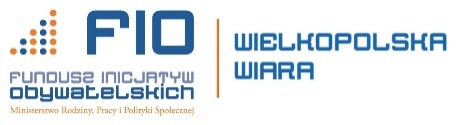 FIO
FUNDUSZ INICJATYW
obywatelskich
Ministerstwo Rodziny, Pracy i Polityki Społecznej
WIELKOPOLSKA
WIARA